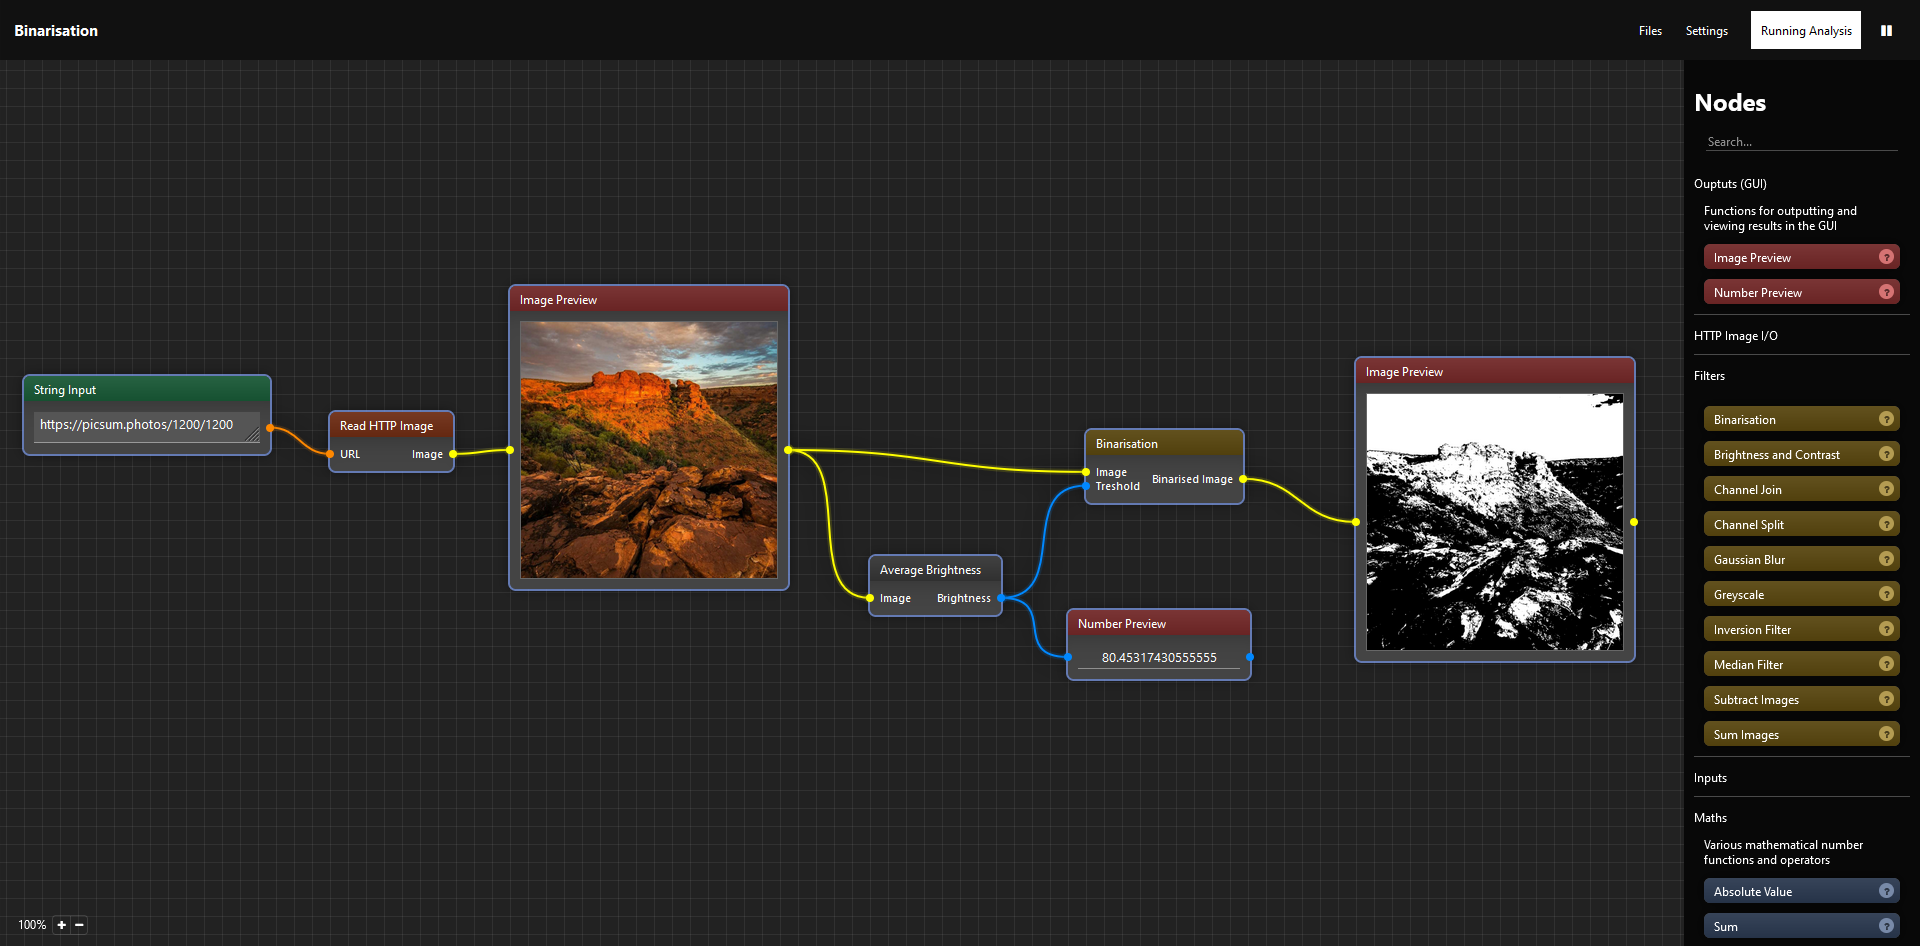 Binarisation
Files
Settings
Running Analysis
String Input
https://picsum.photos/1200/1200
Read HTTP Image
URL
Image
Image Preview
Average Brightness
Image
Brightness
Binarisation
Image
Treshold
Binarised Image
Number Preview
80.45317430555555
Image Preview
100%
+
−
Nodes
Search...
Ouptuts (GUI)
Functions for outputting and
viewing results in the GUI
Image Preview ?
Number Preview ?
HTTP Image I/O
Filters
Binarisation ?
Brightness and Contrast ?
Channel Join ?
Channel Split ?
Gaussian Blur ?
Greyscale ?
Inversion Filter ?
Median Filter ?
Subtract Images ?
Sum Images ?
Inputs
Maths
Various mathematical number
functions and operators
Absolute Value ?
Sum ?